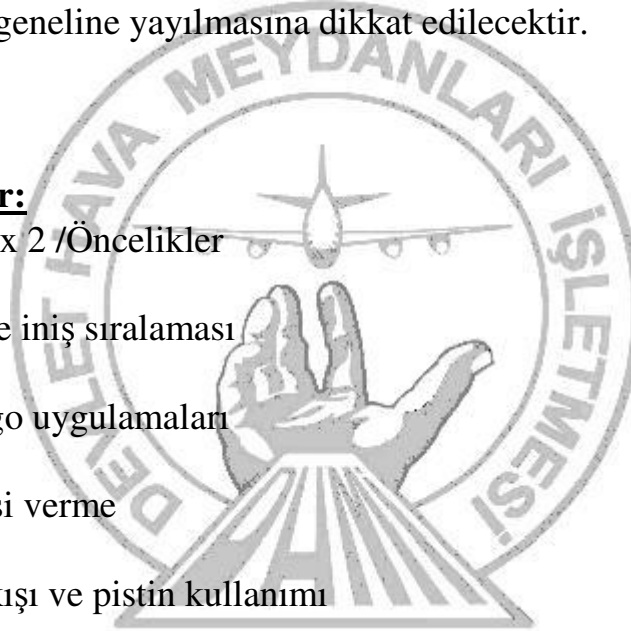 geneline yayılmasına dikkat edilecektir.
DEVLET HAVA MEYDANLARI İŞLETMESİ
r:
x 2 /Öncelikler
e iniş sıralaması
go uygulamaları
si verme
kışı ve pistin kullanımı